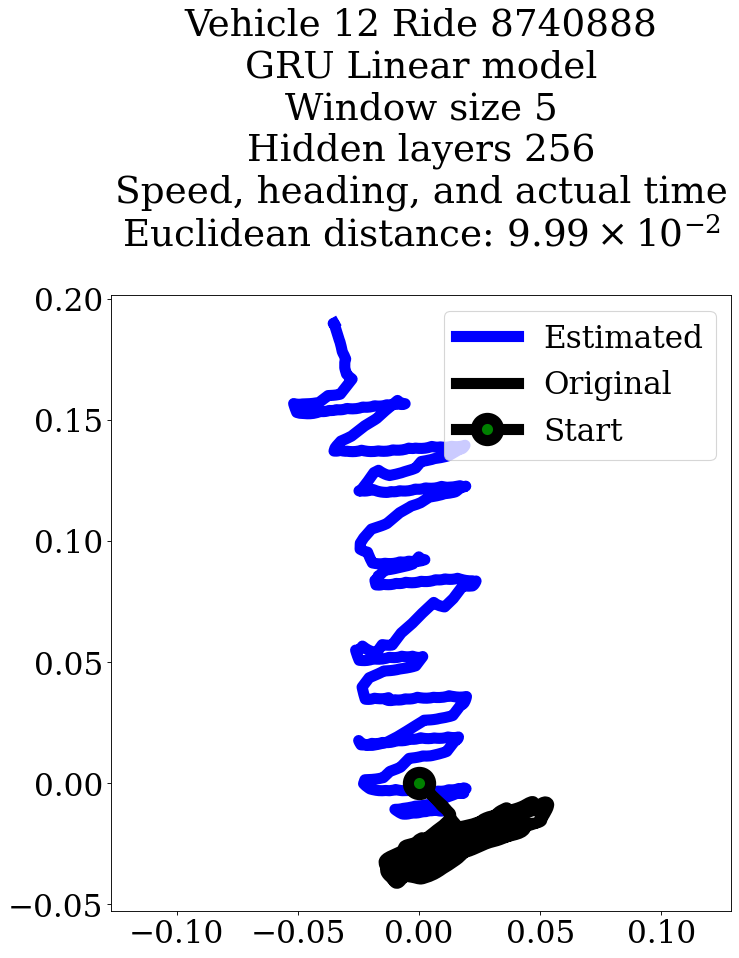 Vehicle 12 Ride 8740888
GRU Linear model
Window size 5
Hidden layers 256
Speed, heading, and actual time
Euclidean distance: 9.99 × 10⁻²
0.20
0.15
0.10
0.05
0.00
−0.05
Estimated
Original
Start
−0.10
−0.05
0.00
0.05
0.10